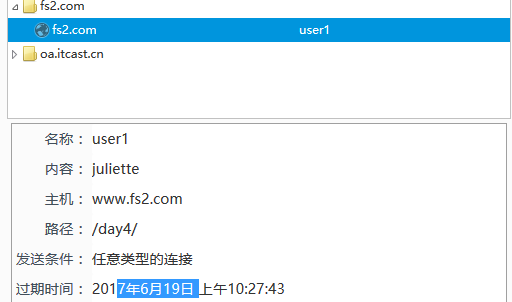 fs2.com
fs2.com user1
oa.itcast.cn
名称： user1
内容： juliette
主机： www.fs2.com
路径： /day4/
发送条件： 任意类型的连接
过期时间： 2017年6月19日 上午10:27:43